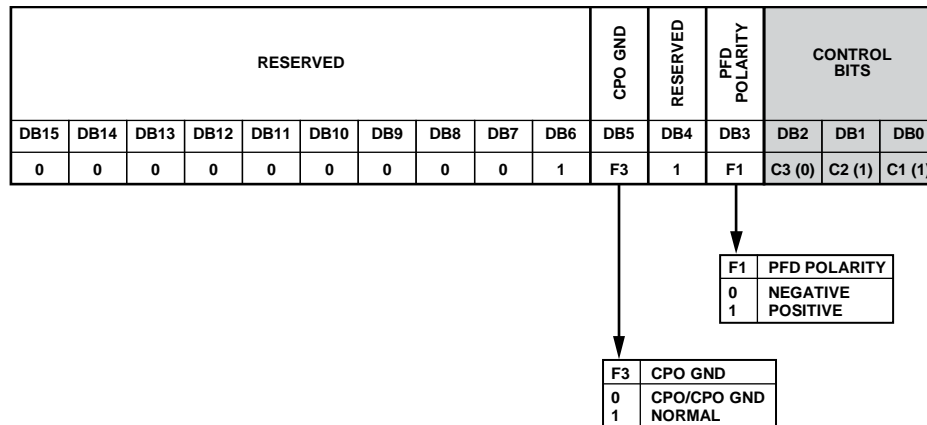 RESERVED
CPO GND
RESERVED
PFD
POLARITY
CONTROL
BITS
DB15 DB14 DB13 DB12 DB11 DB10 DB9 DB8 DB7 DB6 DB5 DB4 DB3 DB2 DB1 DB0
0 0 0 0 0 0 0 0 0 1 F3 1 F1 C3 (0) C2 (1) C1 (1)
F1 PFD POLARITY
0 NEGATIVE
1 POSITIVE
F3 CPO GND
0 CPO/CPO GND
1 NORMAL